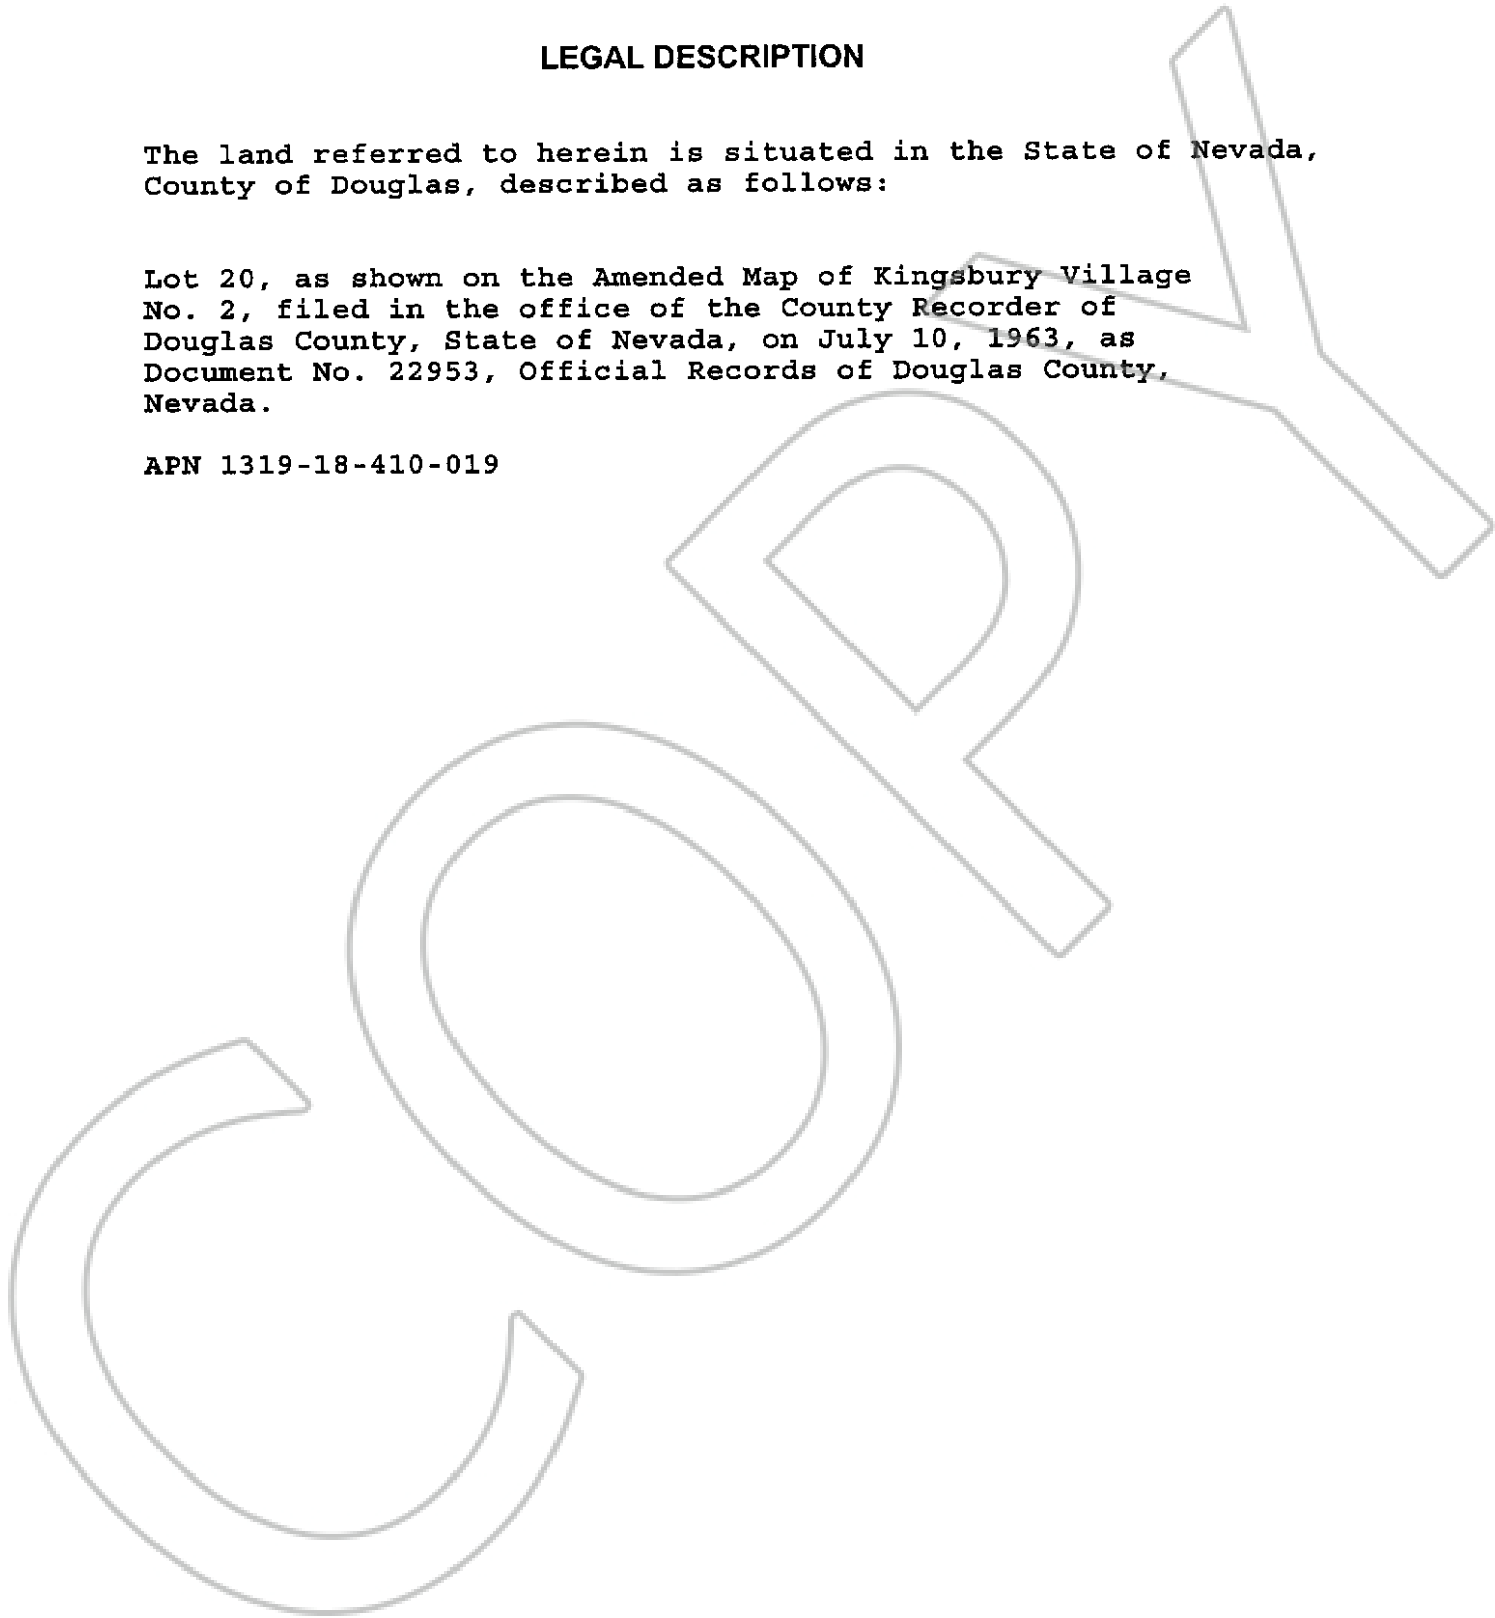 LEGAL DESCRIPTION
The land referred to herein is situated in the State of Nevada,
County of Douglas, described as follows:
Lot 20, as shown on the Amended Map of Kingsbury Village
No. 2, filed in the office of the County Recorder of
Douglas County, State of Nevada, on July 10, 1963, as
Document No. 22953, Official Records of Douglas County,
Nevada.
APN 1319-18-410-019
COPY